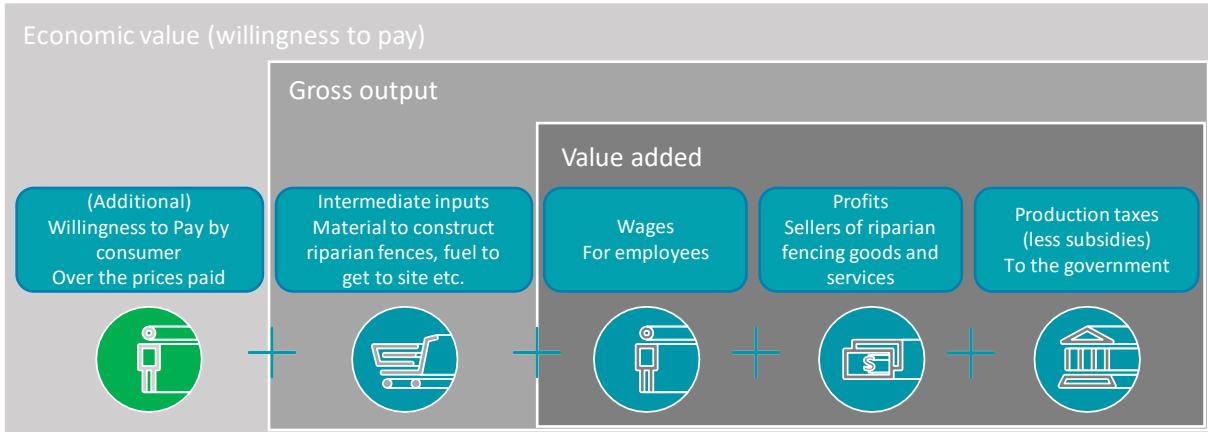 Economic value (willingness to pay)
Gross output
Value added
(Additional)
Willingness to Pay by
consumer
Over the prices paid
Intermediate inputs
Material to construct
riparian fences, fuel to
get to site etc.
Wages
For employees
Profits
Sellers of riparian
fencing goods and
services
Production taxes
(less subsidies)
To the government
$